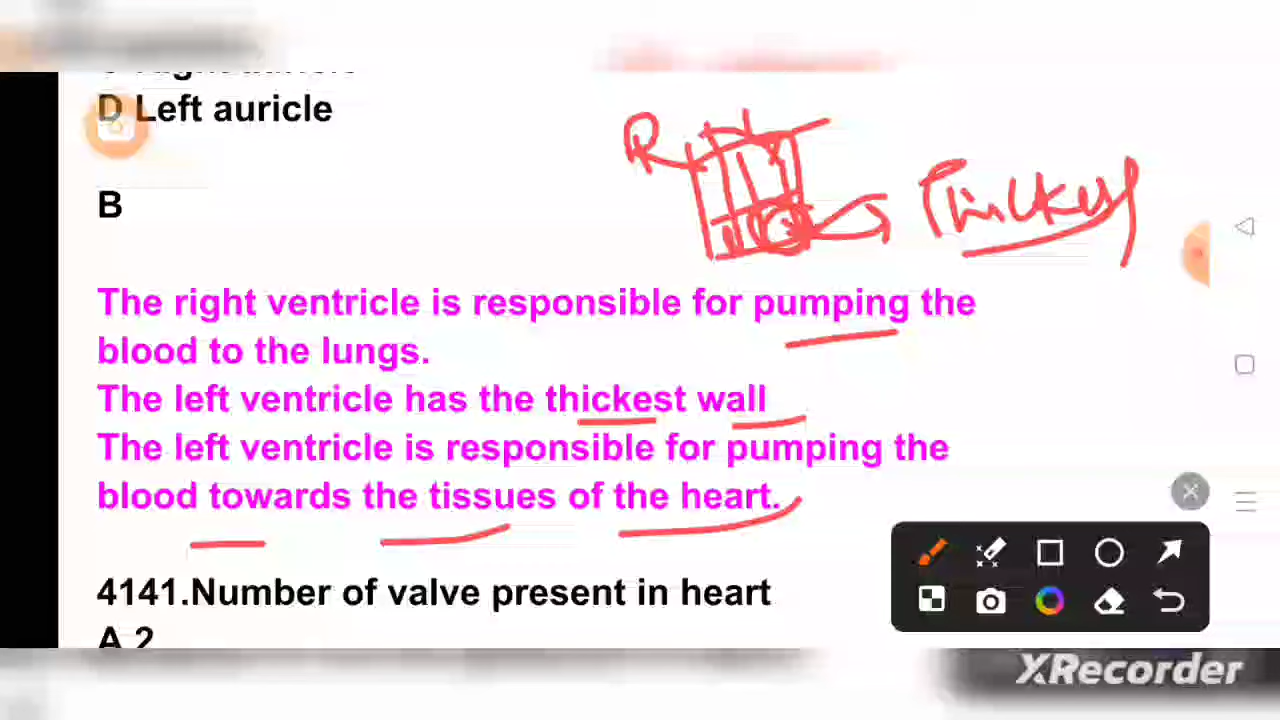 D Left auricle
R
Thickest
B
The right ventricle is responsible for pumping the
blood to the lungs.
The left ventricle has the thickest wall
The left ventricle is responsible for pumping the
blood towards the tissues of the heart.
4141.Number of valve present in heart
A 2
XRecorder